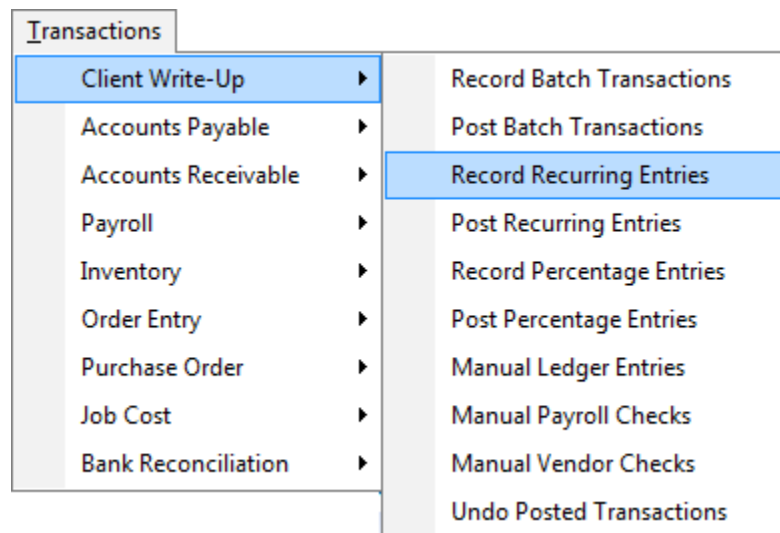 Transactions
Client Write-Up
Accounts Payable
Accounts Receivable
Payroll
Inventory
Order Entry
Purchase Order
Job Cost
Bank Reconciliation
Record Batch Transactions
Post Batch Transactions
Record Recurring Entries
Post Recurring Entries
Record Percentage Entries
Post Percentage Entries
Manual Ledger Entries
Manual Payroll Checks
Manual Vendor Checks
Undo Posted Transactions